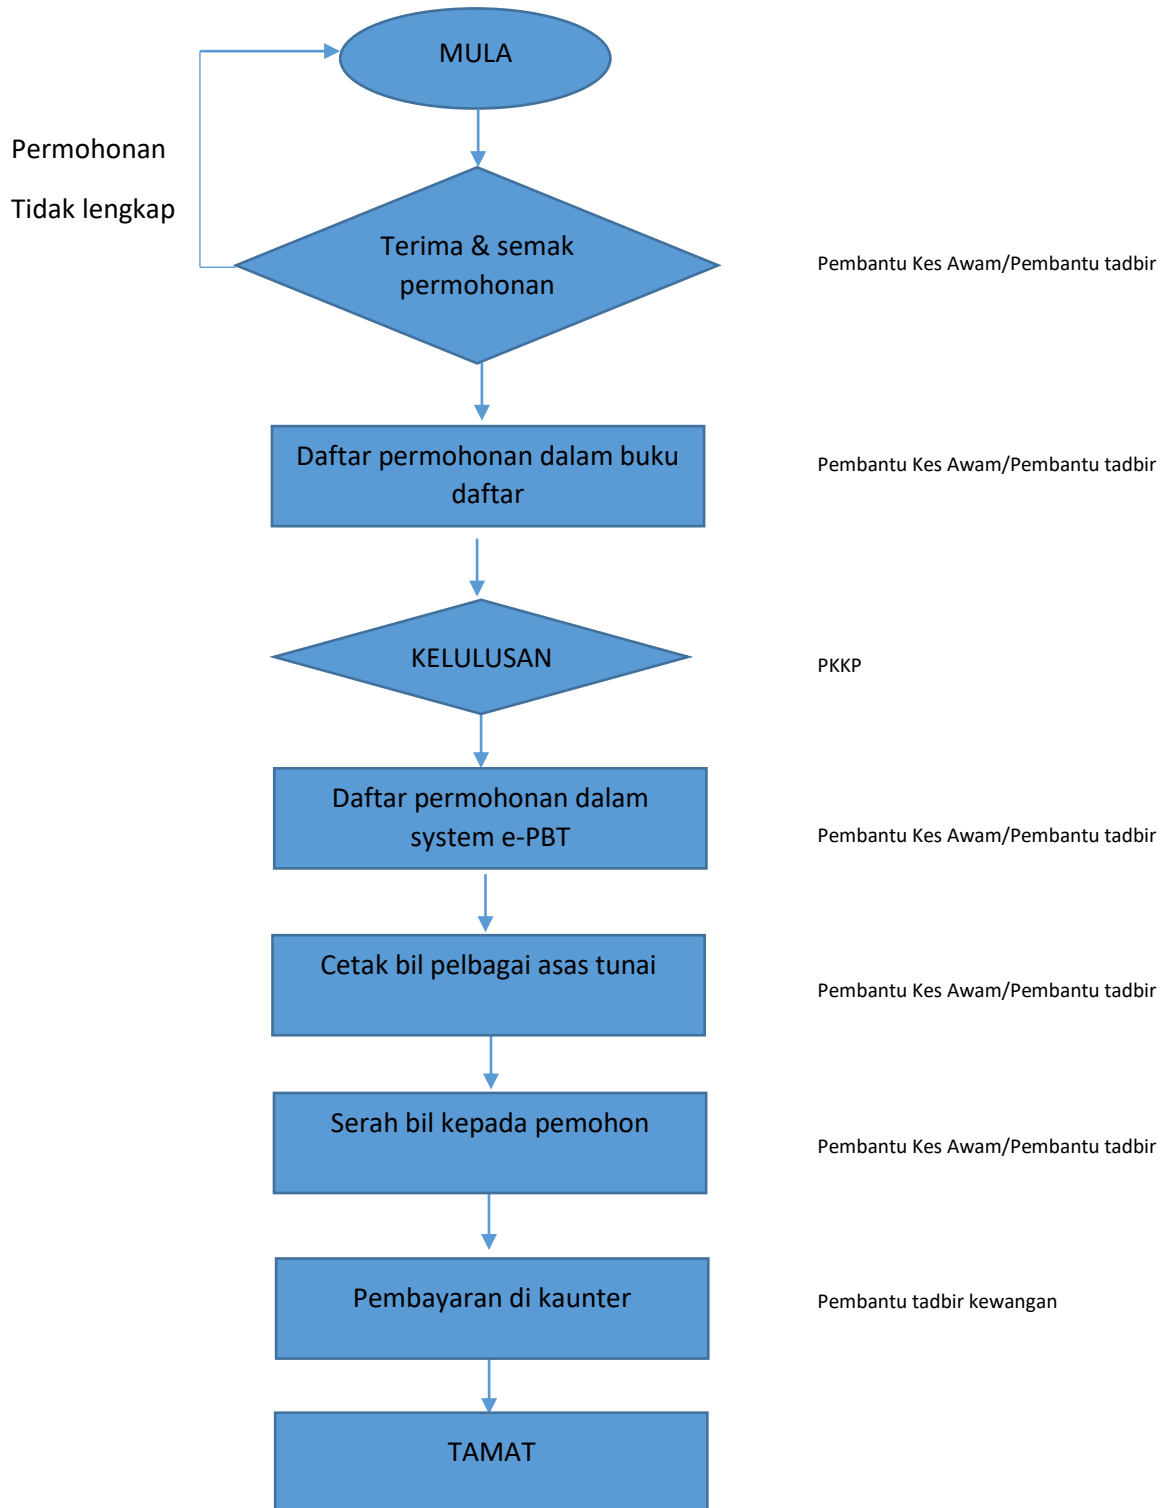 MULA
Permohonan
Tidak lengkap
Terima & semak
permohonan
Pembantu Kes Awam/Pembantu tadbir
Daftar permohonan dalam buku
daftar
Pembantu Kes Awam/Pembantu tadbir
KELULUSAN
PKKP
Daftar permohonan dalam
system e-PBT
Pembantu Kes Awam/Pembantu tadbir
Cetak bil pelbagai asas tunai
Pembantu Kes Awam/Pembantu tadbir
Serah bil kepada pemohon
Pembantu Kes Awam/Pembantu tadbir
Pembayaran di kaunter
Pembantu tadbir kewangan
TAMAT